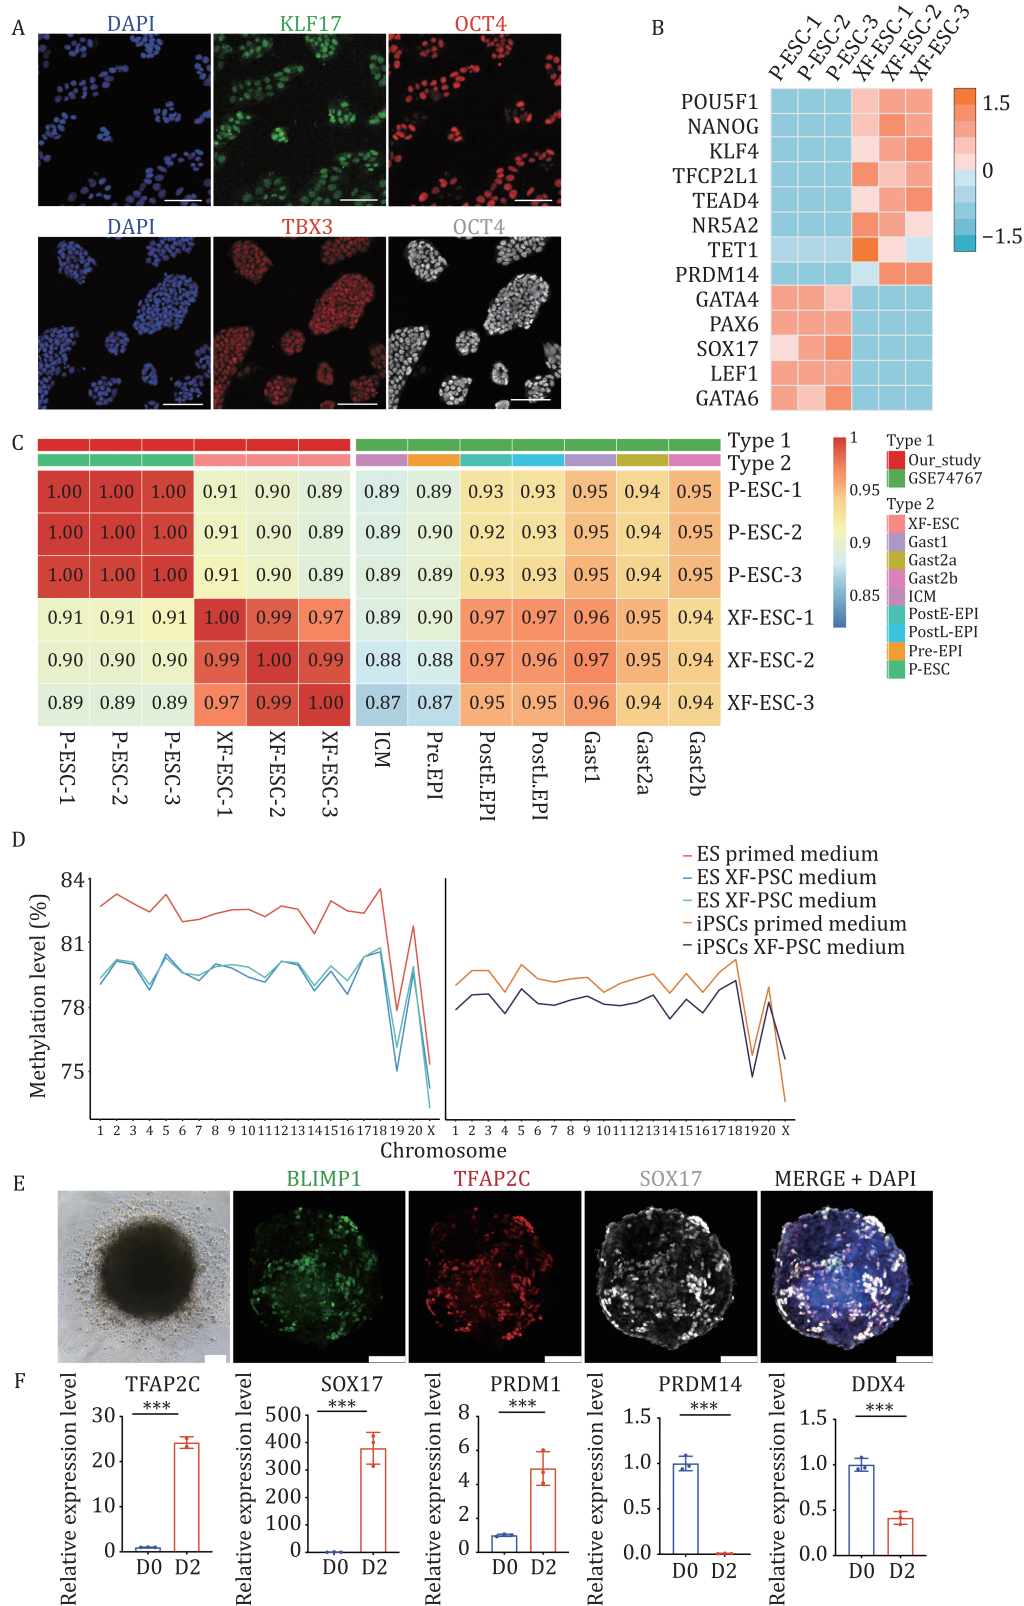 A
DAPI KLF17 OCT4
DAPI TBX3 OCT4
B
P-ESC-1 P-ESC-2 P-ESC-3 XF-ESC-1 XF-ESC-2 XF-ESC-3
POU5F1
NANOG
KLF4
TFCP2L1
TEAD4
NR5A2
TET1
PRDM14
GATA4
PAX6
SOX17
LEF1
GATA6
1.5
0
−1.5
C
Type 1
Type 2
1.00 1.00 1.00 0.91 0.90 0.89 0.89 0.89 0.93 0.93 0.95 0.94 0.95 P-ESC-1
1.00 1.00 1.00 0.91 0.90 0.89 0.89 0.90 0.92 0.93 0.95 0.94 0.95 P-ESC-2
1.00 1.00 1.00 0.91 0.90 0.89 0.89 0.89 0.93 0.93 0.95 0.94 0.95 P-ESC-3
0.91 0.91 0.91 1.00 0.99 0.97 0.89 0.90 0.97 0.97 0.96 0.95 0.94 XF-ESC-1
0.90 0.90 0.90 0.99 1.00 0.99 0.88 0.88 0.97 0.96 0.97 0.95 0.94 XF-ESC-2
0.89 0.89 0.89 0.97 0.99 1.00 0.87 0.87 0.95 0.95 0.96 0.94 0.94 XF-ESC-3
P-ESC-1 P-ESC-2 P-ESC-3 XF-ESC-1 XF-ESC-2 XF-ESC-3 ICM Pre.EPI PostE.EPI PostL.EPI Gast1 Gast2a Gast2b
1
0.95
0.9
0.85
Type 1
Our_study
GSE74767
Type 2
XF-ESC
Gast1
Gast2a
Gast2b
ICM
PostE-EPI
PostL-EPI
Pre-EPI
P-ESC
D
ES primed medium
ES XF-PSC medium
ES XF-PSC medium
iPSCs primed medium
iPSCs XF-PSC medium
Methylation level (%)
84
81
78
75
1 2 3 4 5 6 7 8 9 10 11 12 13 14 15 16 17 18 19 20 X
1 2 3 4 5 6 7 8 9 10 11 12 13 14 15 16 17 18 19 20 X
Chromosome
E
BLIMP1 TFAP2C SOX17 MERGE + DAPI
F
Relative expression level
TFAP2C
***
30
20
10
0
D0 D2
Relative expression level
SOX17
***
500
400
300
200
100
0
D0 D2
Relative expression level
PRDM1
***
8
6
4
2
0
D0 D2
Relative expression level
PRDM14
***
1.5
1.0
0.5
0.0
D0 D2
Relative expression level
DDX4
***
1.5
1.0
0.5
0.0
D0 D2